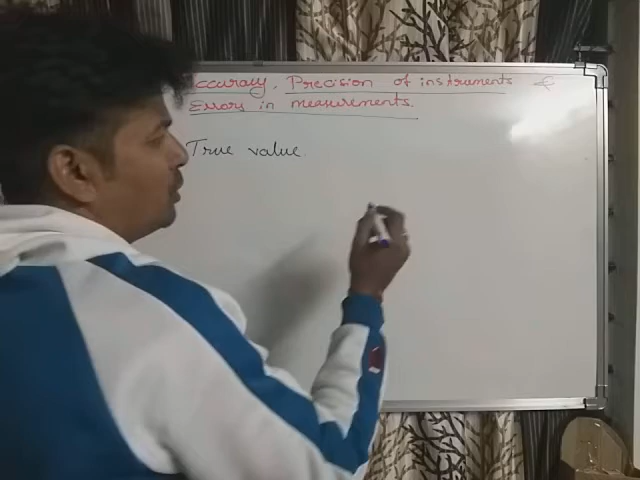 ccuracy, Precision of instruments &
Errors in measurements.
True value.